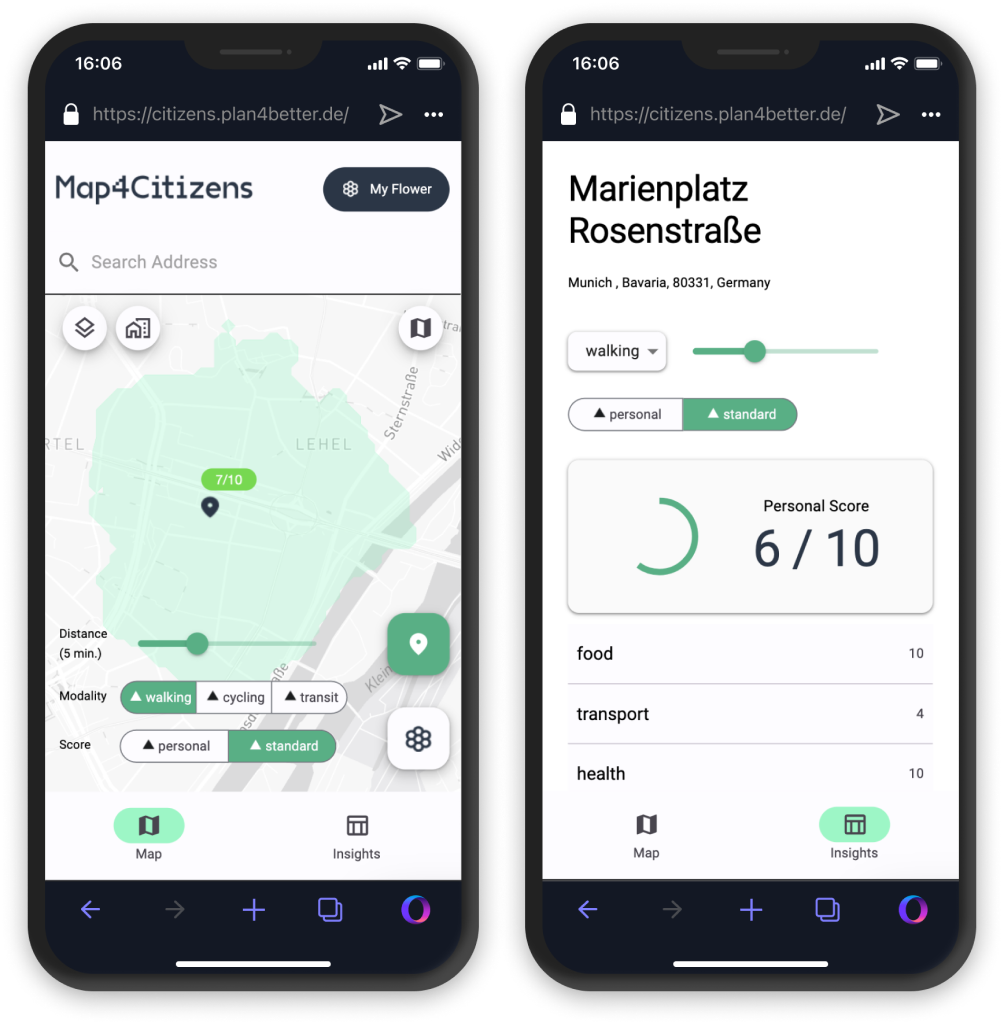 16:06
https://citizens.plan4better.de/
Map4Citizens
My Flower
Search Address
LEHEL
Sternstraße
7/10
Distance
(5 min.)
Modality
walking
cycling
transit
Score
personal
standard
Map
Insights
16:06
https://citizens.plan4better.de/
Marienplatz
Rosenstraße
Munich , Bavaria, 80331, Germany
walking
personal
standard
Personal Score
6 / 10
food 10
transport 4
health 10
Map
Insights